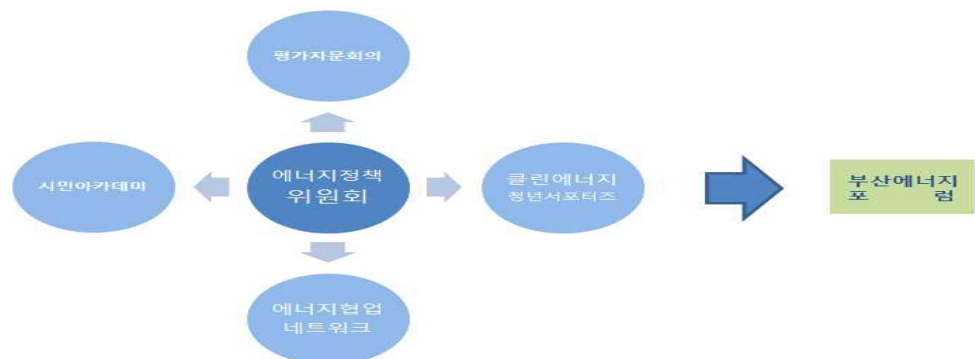 평가자문회의
시민아카데미
에너지정책
위원회
클린에너지
청년서포터즈
부산에너지
포 럼
에너지협업
네트워크